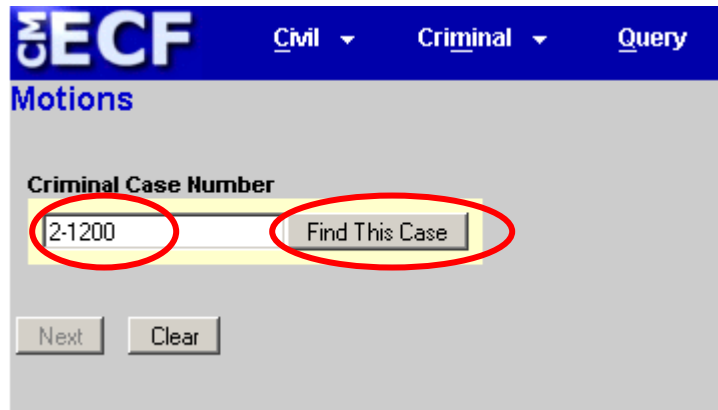 CM ECF Civil Criminal Query
Motions
Criminal Case Number
2-1200 Find This Case
Next Clear